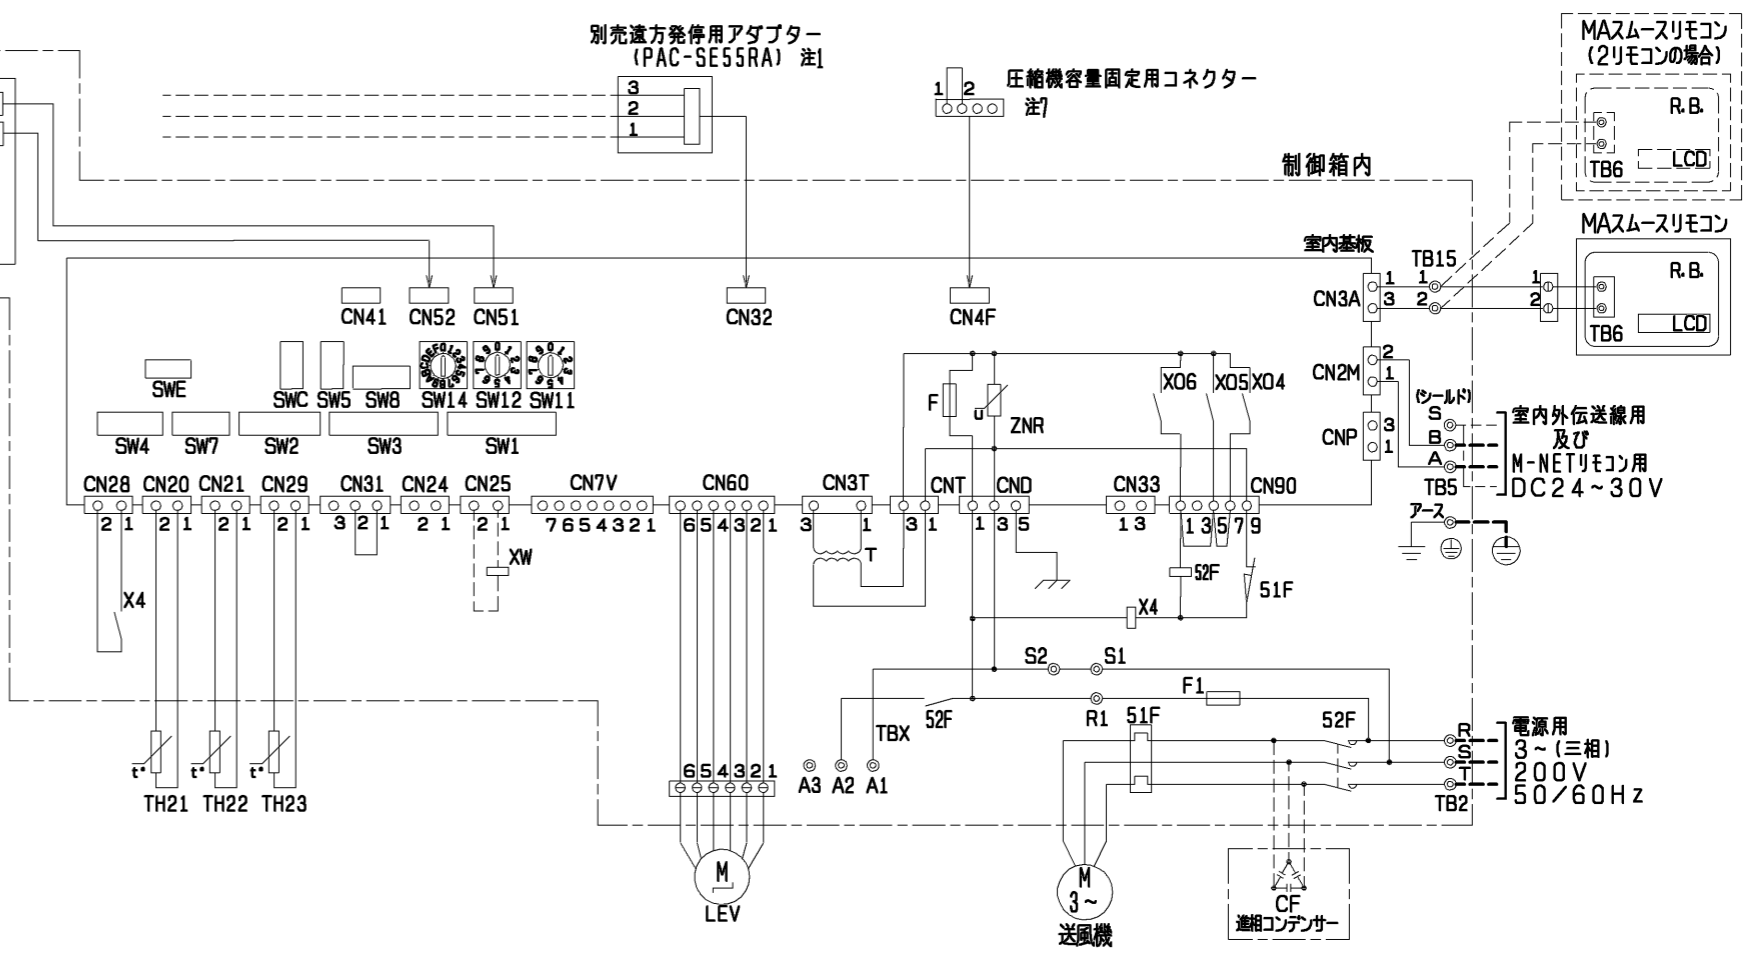 別売遠方発停用アダプター
(PAC-SE55RA) 注1
3
2
1
圧縮機容量固定用コネクター
注7
1 2
MAスムースリモコン
(2リモコンの場合)
R.B.
LCD
TB6
制御箱内
MAスムースリモコン
R.B.
LCD
TB6
室内基板
TB15
1 1 1
CN3A 3 2 2
CN41 CN52 CN51 CN32 CN4F
SWE
SWC SW5 SW8 SW14 SW12 SW11
SW4 SW7 SW2 SW3 SW1
F
u
ZNR
X06 X05 X04
CN2M
2
1
CNP
3
1
(シールド)
S
B
A
TB5
室内外伝送線用
及び
M-NETリモコン用
DC24~30V
アース
CN28 CN20 CN21 CN29 CN31 CN24 CN25 CN7V CN60 CN3T CNT CND CN33 CN90
2 1 2 1 2 1 2 1 3 2 1 2 1 2 1 7 6 5 4 3 2 1 6 5 4 3 2 1 3 1 3 1 1 3 5 1 3 1 3 5 7 9
X4
XW
T
52F
51F
X4
S2 S1
F1
R1
TBX
52F
51F
52F
A3 A2 A1
R
S
T
TB2
電源用
3~(三相)
200V
50/60Hz
t°
t°
t°
TH21 TH22 TH23
6 5 4 3 2 1
M
LEV
M
3~
送風機
CF
進相コンデンサー